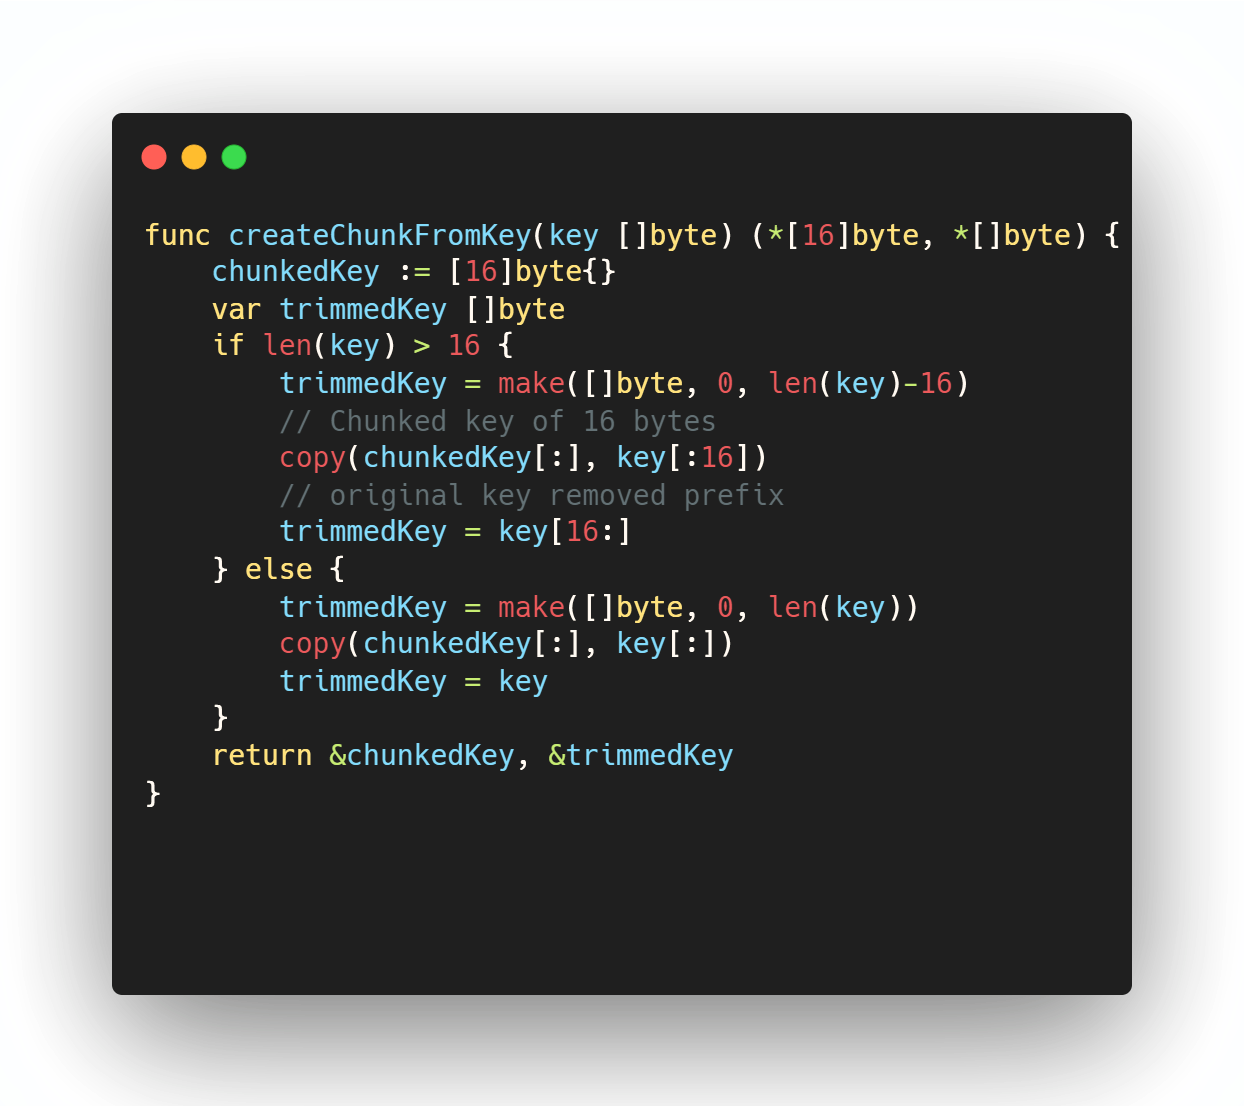 func createChunkFromKey(key []byte) (*[16]byte, *[]byte) {
    chunkedKey := [16]byte{}
    var trimmedKey []byte
    if len(key) > 16 {
        trimmedKey = make([]byte, 0, len(key)-16)
        // Chunked key of 16 bytes
        copy(chunkedKey[:], key[:16])
        // original key removed prefix
        trimmedKey = key[16:]
    } else {
        trimmedKey = make([]byte, 0, len(key))
        copy(chunkedKey[:], key[:])
        trimmedKey = key
    }
    return &chunkedKey, &trimmedKey
}